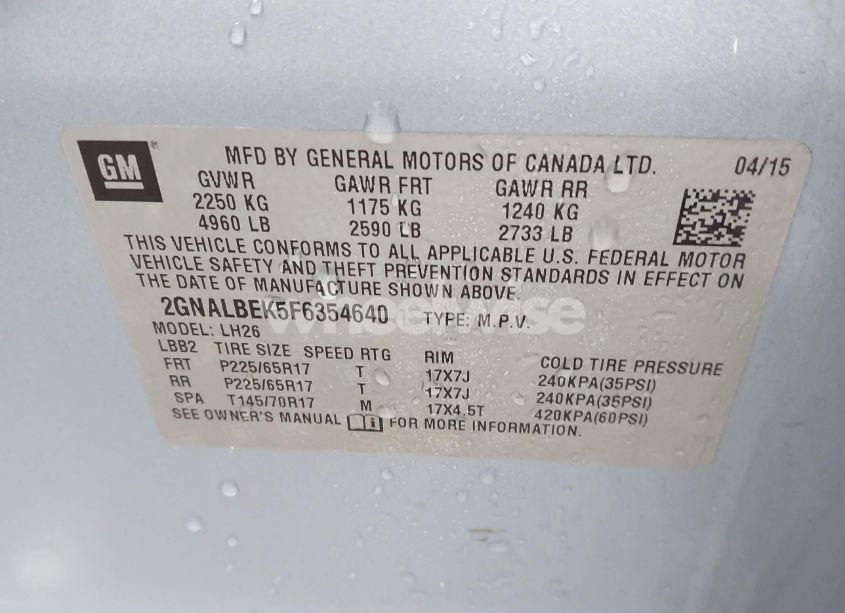 GM®
MFD BY GENERAL MOTORS OF CANADA LTD. 04/15
GVWR GAWR FRT GAWR RR
2250 KG 1175 KG 1240 KG
4960 LB 2590 LB 2733 LB
THIS VEHICLE CONFORMS TO ALL APPLICABLE U.S. FEDERAL MOTOR
VEHICLE SAFETY AND THEFT PREVENTION STANDARDS IN EFFECT ON
THE DATE OF MANUFACTURE SHOWN ABOVE.
2GNALBEK5F6354640 TYPE: M.P.V.
wheelwise
MODEL: LH26
LBB2 TIRE SIZE SPEED RTG RIM COLD TIRE PRESSURE
FRT P225/65R17 T 17X7J 240KPA(35PSI)
RR P225/65R17 T 17X7J 240KPA(35PSI)
SPA T145/70R17 M 17X4.5T 420KPA(60PSI)
SEE OWNER'S MANUAL i FOR MORE INFORMATION.